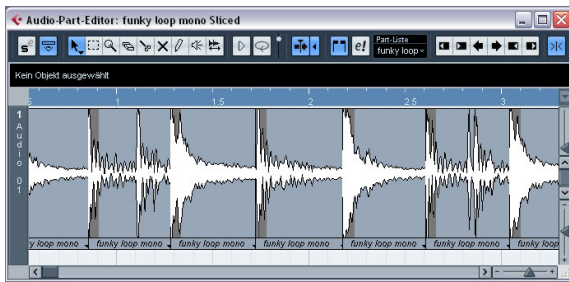 Audio-Part-Editor: funky loop mono Sliced
Part-Liste
funky loop
Kein Objekt ausgewählt
1 1.5 2 2.5 3
1 Audio 01
y loop mono funky loop mono funky loop mono funky loop mono funky loop mono funky loop mono funky loop